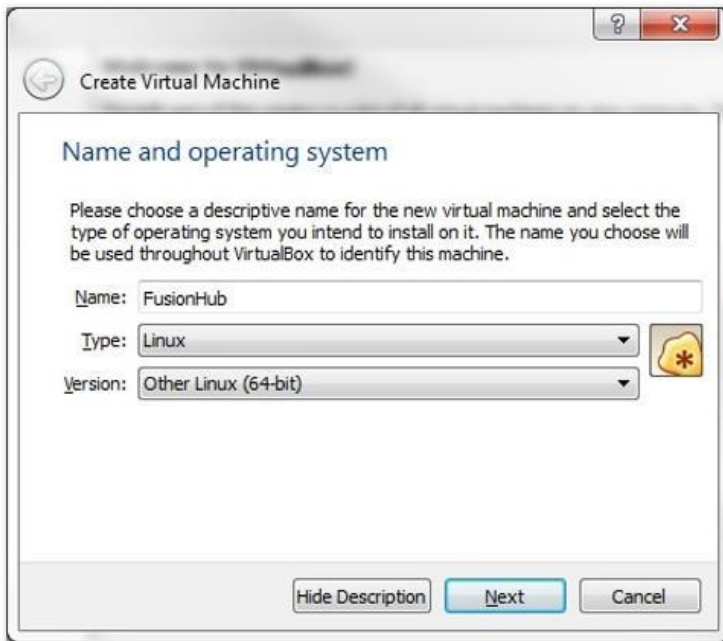 Create Virtual Machine
Name and operating system
Please choose a descriptive name for the new virtual machine and select the
type of operating system you intend to install on it. The name you choose will
be used throughout VirtualBox to identify this machine.
Name: FusionHub
Type: Linux
Version: Other Linux (64-bit)
Hide Description Next Cancel